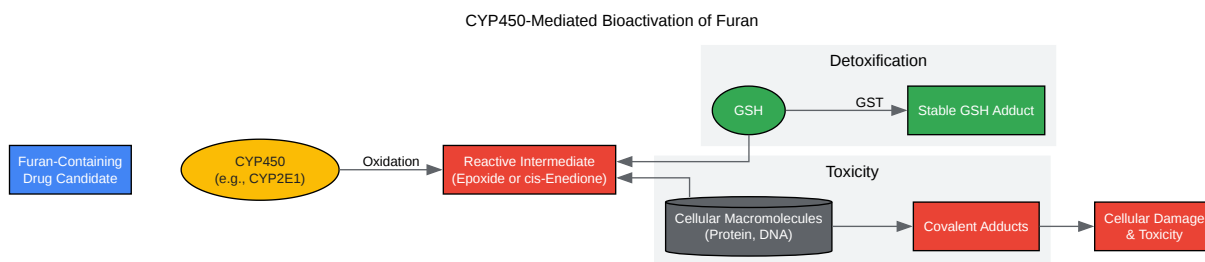 CYP450-Mediated Bioactivation of Furan
Detoxification
GSH
GST
Stable GSH Adduct
Furan-Containing
Drug Candidate
CYP450
(e.g., CYP2E1)
Oxidation
Reactive Intermediate
(Epoxide or cis-Enedione)
Toxicity
Cellular Macromolecules
(Protein, DNA)
Covalent Adducts
Cellular Damage
& Toxicity